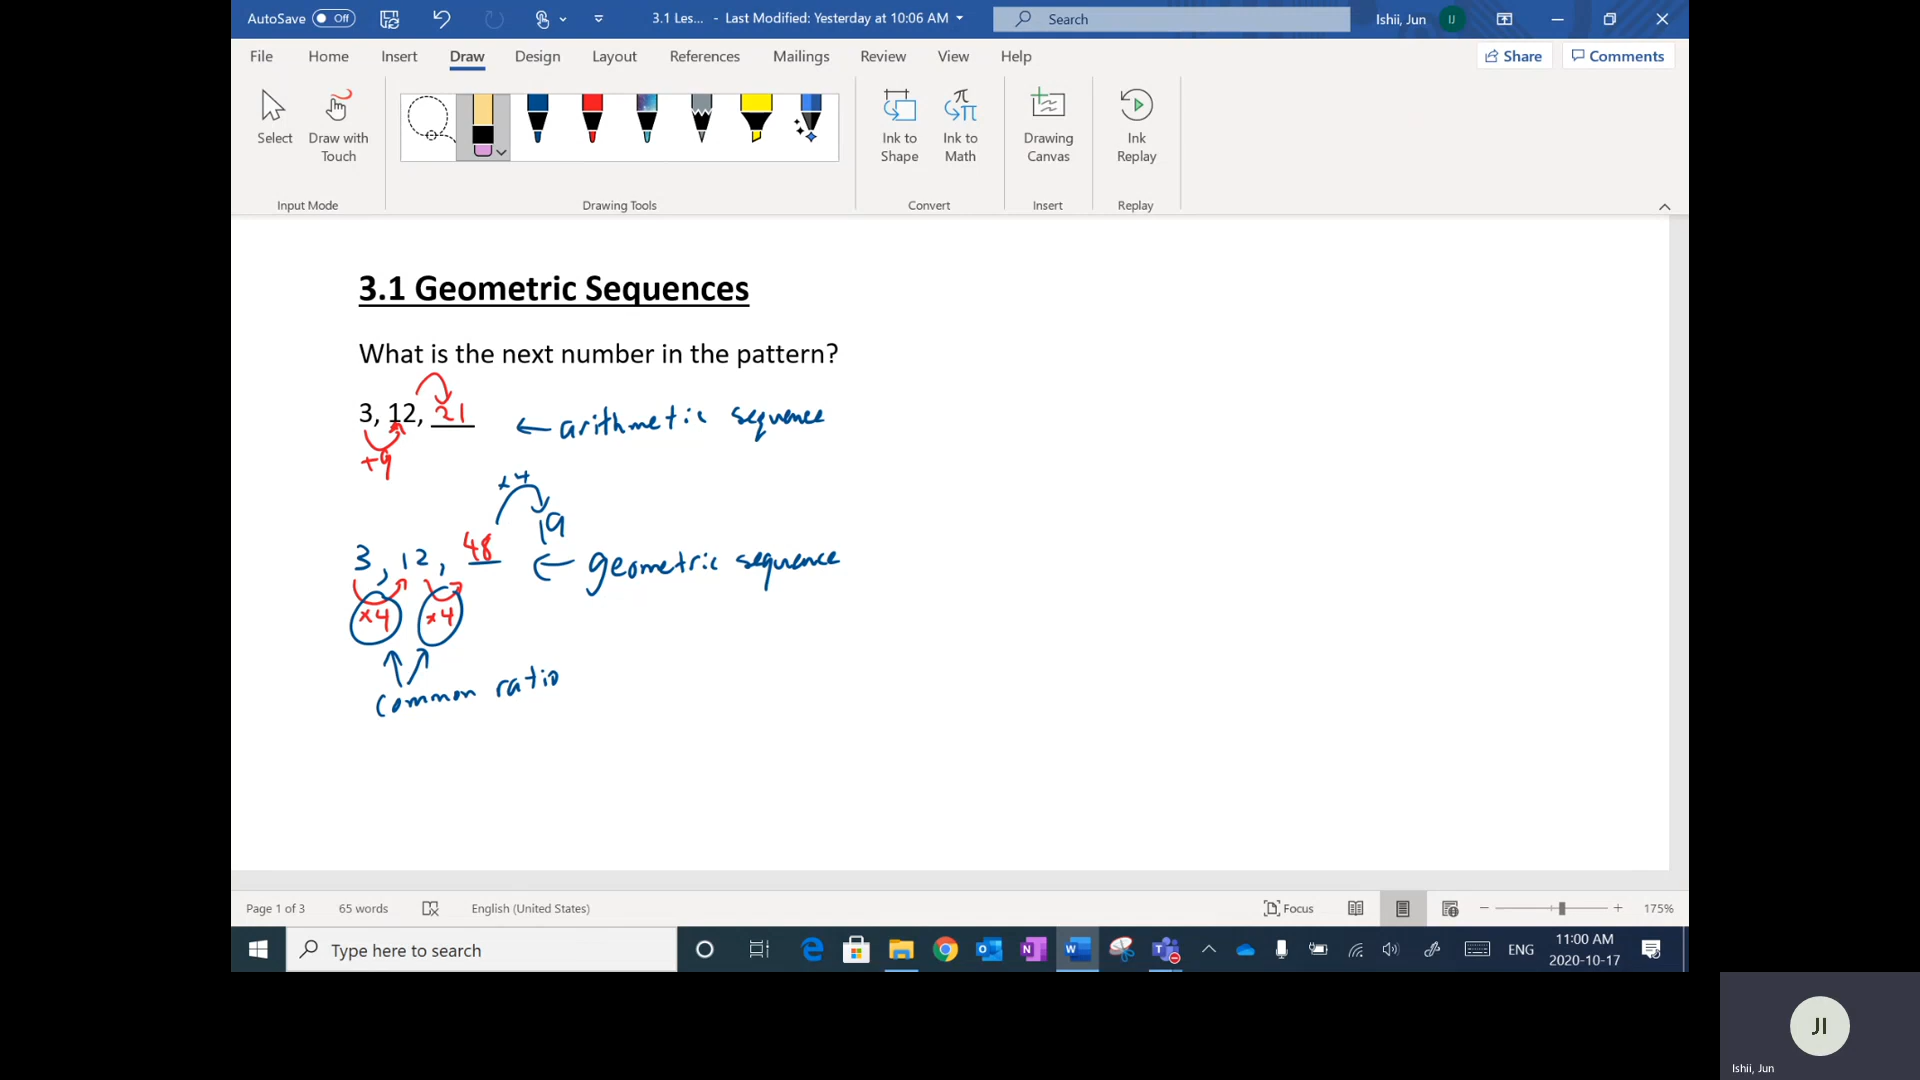 AutoSave Off 3.1 Les... - Last Modified: Yesterday at 10:06 AM Search Ishii, Jun IJ
File Home Insert Draw Design Layout References Mailings Review View Help Share Comments
Select Draw with Touch Ink to Shape Ink to Math Drawing Canvas Ink Replay
Input Mode Drawing Tools Convert Insert Replay
3.1 Geometric Sequences
What is the next number in the pattern?
3, 12, 21 ← arithmetic sequence
+9
×4
19
3, 12, 48 ← geometric sequence
×4 ×4
common ratio
Page 1 of 3 65 words English (United States) Focus 175%
Type here to search ENG 11:00 AM
2020-10-17
JI
Ishii, Jun